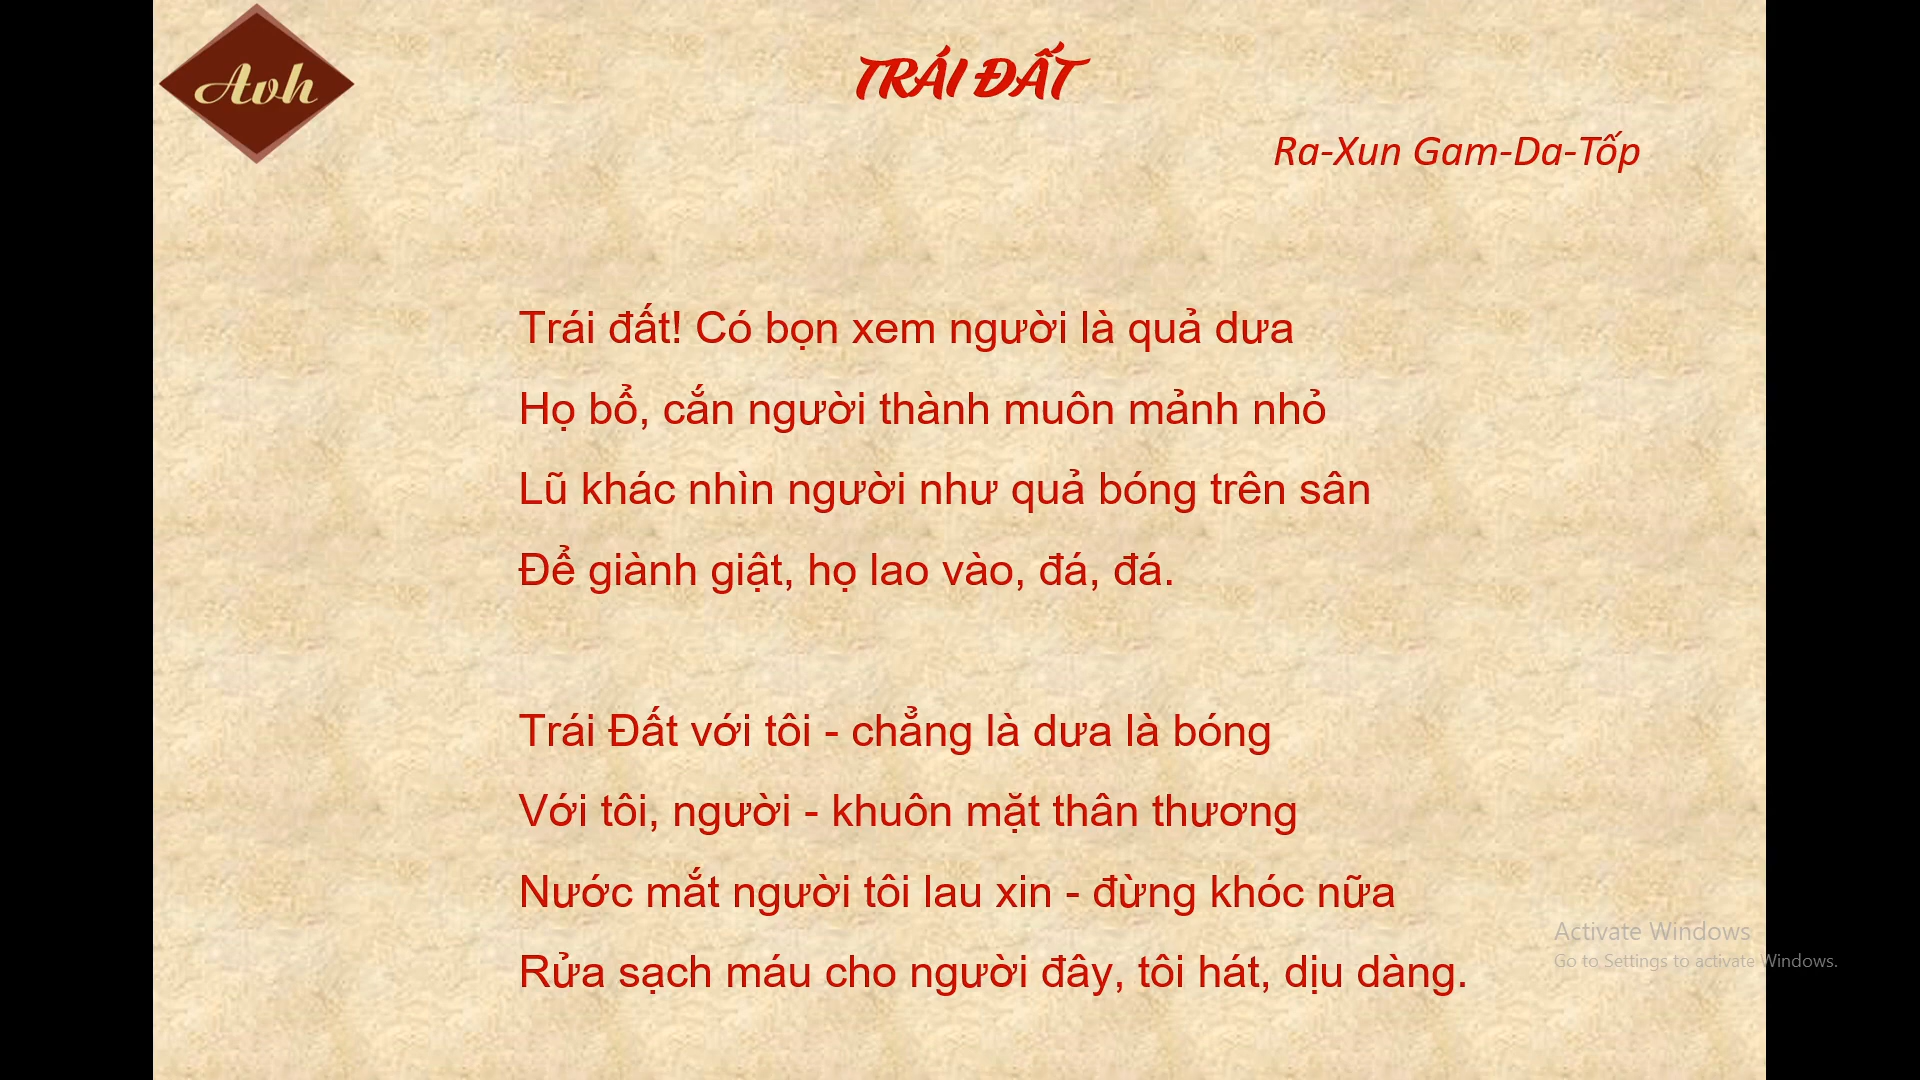 Avh
TRÁI ĐẤT
Ra-Xun Gam-Da-Tốp
Trái đất! Có bọn xem người là quả dưa
Họ bổ, cắn người thành muôn mảnh nhỏ
Lũ khác nhìn người như quả bóng trên sân
Để giành giật, họ lao vào, đá, đá.
Trái Đất với tôi - chẳng là dưa là bóng
Với tôi, người - khuôn mặt thân thương
Nước mắt người tôi lau xin - đừng khóc nữa
Rửa sạch máu cho người đây, tôi hát, dịu dàng.
Activate Windows
Go to Settings to activate Windows.